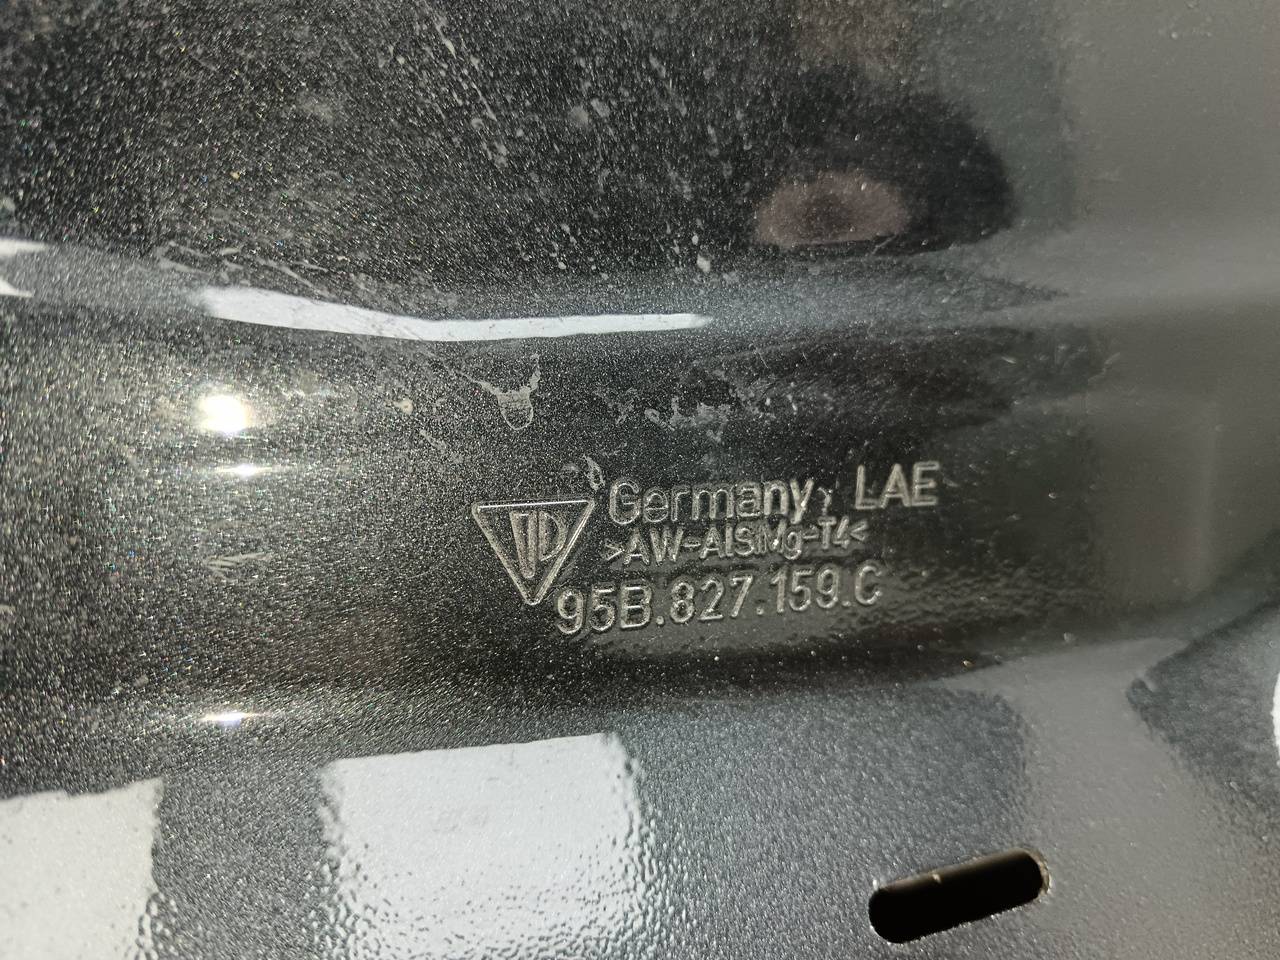 Germany LAE
>AW-AlSiMg-T4<
95B.827.159.C